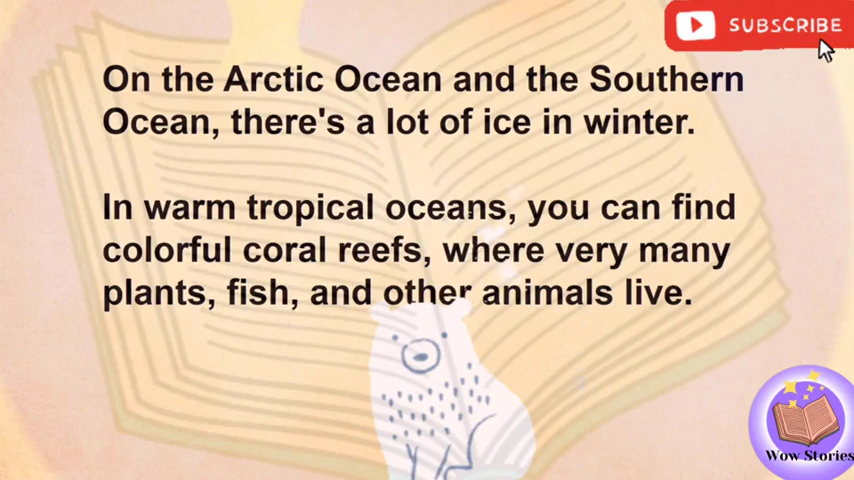 SUBSCRIBE
On the Arctic Ocean and the Southern
Ocean, there's a lot of ice in winter.
In warm tropical oceans, you can find
colorful coral reefs, where very many
plants, fish, and other animals live.
Wow Stories